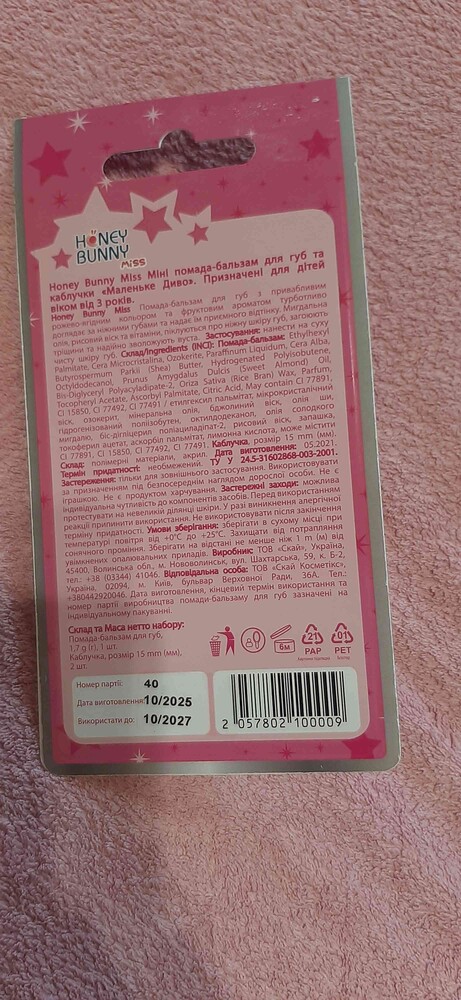 HONEY
BUNNY
miss
Honey Bunny Miss Міні помада-бальзам для губ та
каблучки «Маленьке Диво». Призначені для дітей
віком від 3 років.
Honey Bunny Miss Помада-бальзам для губ з привабливим
рожево-ягідним кольором та фруктовим ароматом турботливо
доглядає за ніжними губами та надає їм приємного відтінку. Мигдальна
олія, рисовий віск та вітаміни, піклуються про ніжну шкіру губ, загоюють
тріщини та надійно зволожують вуста. Застосування: нанести на суху
чисту шкіру губ. Склад/Ingredients (INCI): Помада-бальзам: Ethylhexyl
Palmitate, Cera Microcristalina, Ozokerite, Paraffinum Liquidum, Cera Alba,
Butyrospermum Parkii (Shea) Butter, Hydrogenated Polyisobutene,
Octyldodecanol, Prunus Amygdalus Dulcis (Sweet Almond) Oil,
Bis-Diglyceryl Polyacyladipate-2, Oriza Sativa (Rice Bran) Wax, Parfum,
Tocopheryl Acetate, Ascorbyl Palmitate, Citric Acid, May contain CI 77891,
CI 15850, CI 77492, CI 77491 / етилгексил пальмітат, мікрокристалічний
віск, озокерит, мінеральна олія, бджолиний віск, олія ши,
гідрогенізований полізобутен, октилдодеканол, олія солодкого
мигдалю, біс-дігліцерил поліациладипат-2, рисовий віск, запашка,
токоферил ацетат, аскорбіл пальмітат, лимонна кислота, може містити
CI 77891, CI 15850, CI 77492, CI 77491. Каблучка, розмір 15 mm (мм).
Склад: полімерні матеріали, акрил. Дата виготовлення: 05.2021.
Термін придатності: необмежений. ТУ У 24.5-31602868-003-2001.
Застереження: тільки для зовнішнього застосування. Використовувати
за призначенням під безпосереднім наглядом дорослої особи. Не є
іграшкою. Не є продуктом харчування. Застережні заходи: можлива
індивідуальна чутливість до компонентів засобів. Перед використанням
протестувати на невеликій ділянці шкіри. У разі виникнення алергічної
реакції припинити використання. Не використовувати після закінчення
терміну придатності. Умови зберігання: зберігати в сухому місці при
температурі повітря від +0°C до +25°C. Захищати від потрапляння
сонячного проміння. Зберігати на відстані не менше ніж 1 m (м) від
увімкнених опалювальних приладів. Виробник: ТОВ «Скай», Україна,
45400, Волинська обл., м. Нововолинськ, вул. Шахтарська, 59, к. Б-2,
тел.: +38 (03344) 41046. Відповідальна особа: ТОВ «Скай Косметікс»,
Україна, 02094, м. Київ, бульвар Верховної Ради, 36А. Тел.:
+380442920046. Дата виготовлення, кінцевий термін використання та
номер партії виробництва помади-бальзаму для губ зазначені на
індивідуальному пакуванні.
Склад та Маса нетто набору:
Помада-бальзам для губ,
1,7 g (г), 1 шт.
Каблучка, розмір 15 mm (мм),
2 шт.
6м
21
PAP
01
PET
Номер партії: 40
Дата виготовлення: 10/2025
Використати до: 10/2027
2 057802 100009